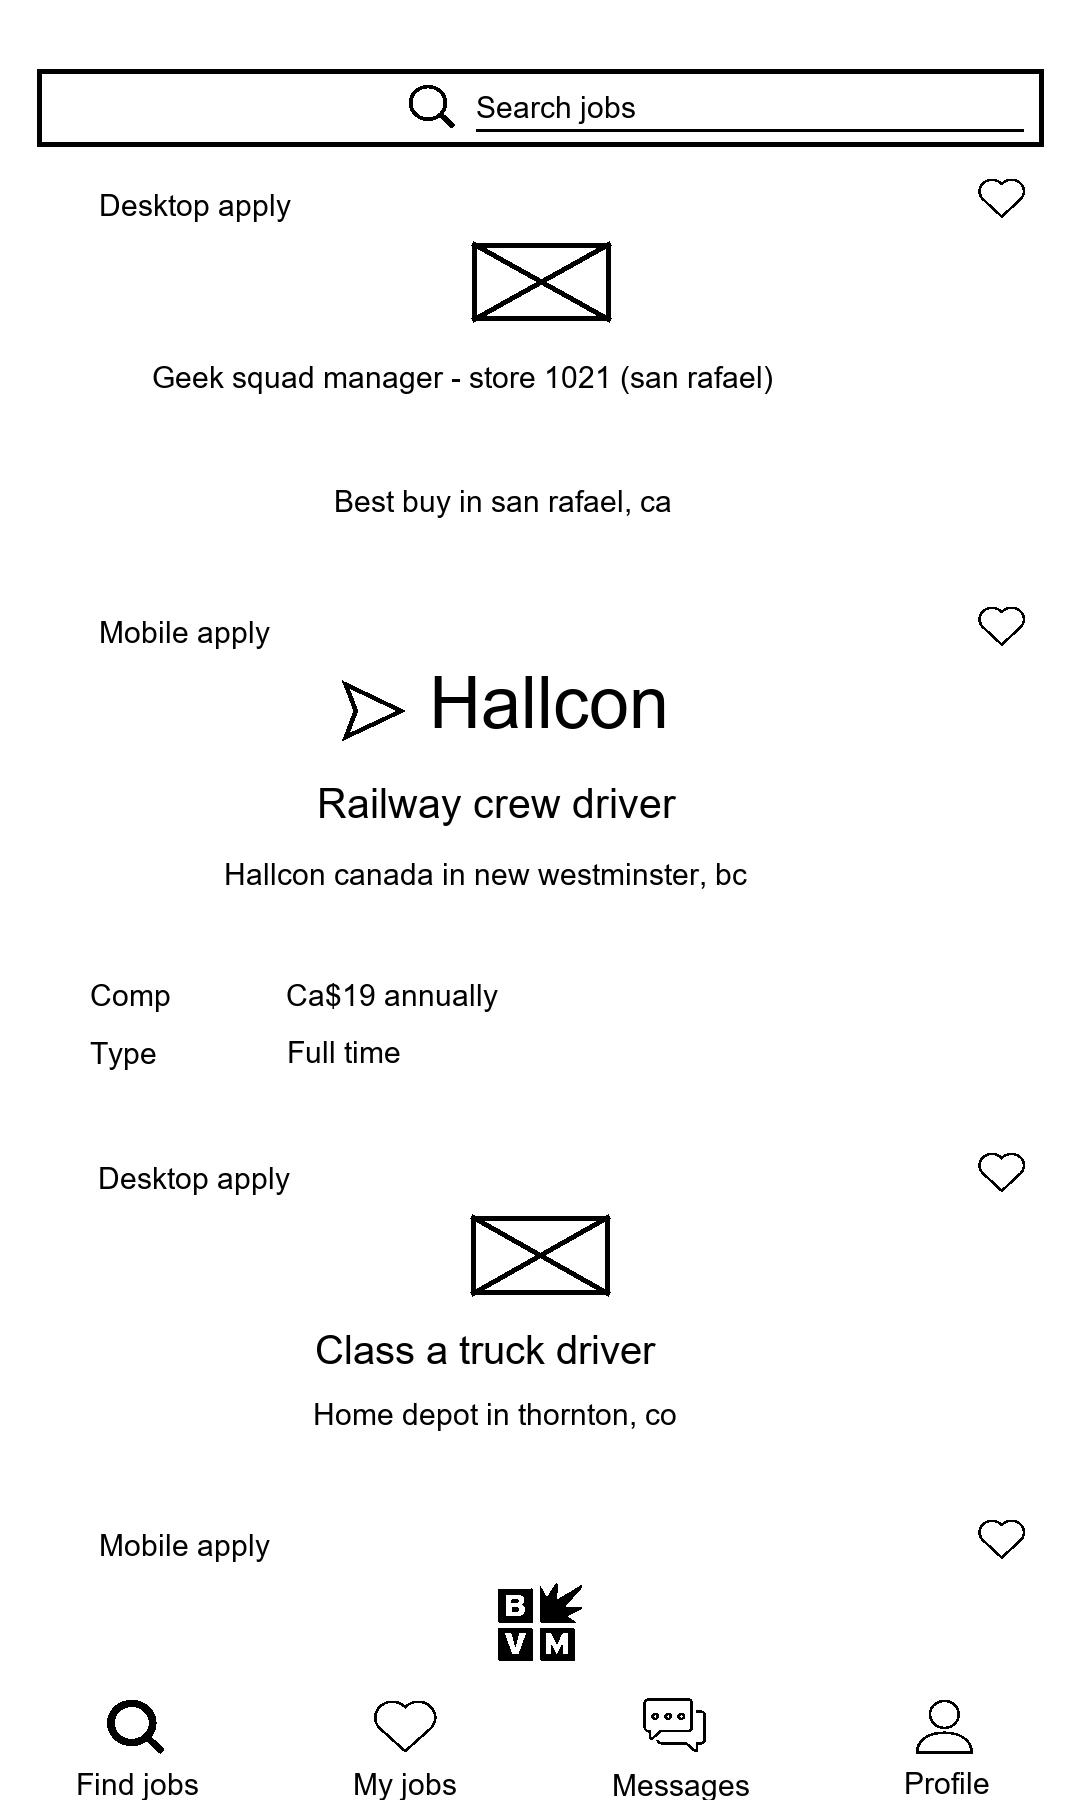 Search jobs
Desktop apply
Geek squad manager - store 1021 (san rafael)
Best buy in san rafael, ca
Mobile apply
Hallcon
Railway crew driver
Hallcon canada in new westminster, bc
Comp Ca$19 annually
Type Full time
Desktop apply
Class a truck driver
Home depot in thornton, co
Mobile apply
B
VM
Find jobs My jobs Messages Profile